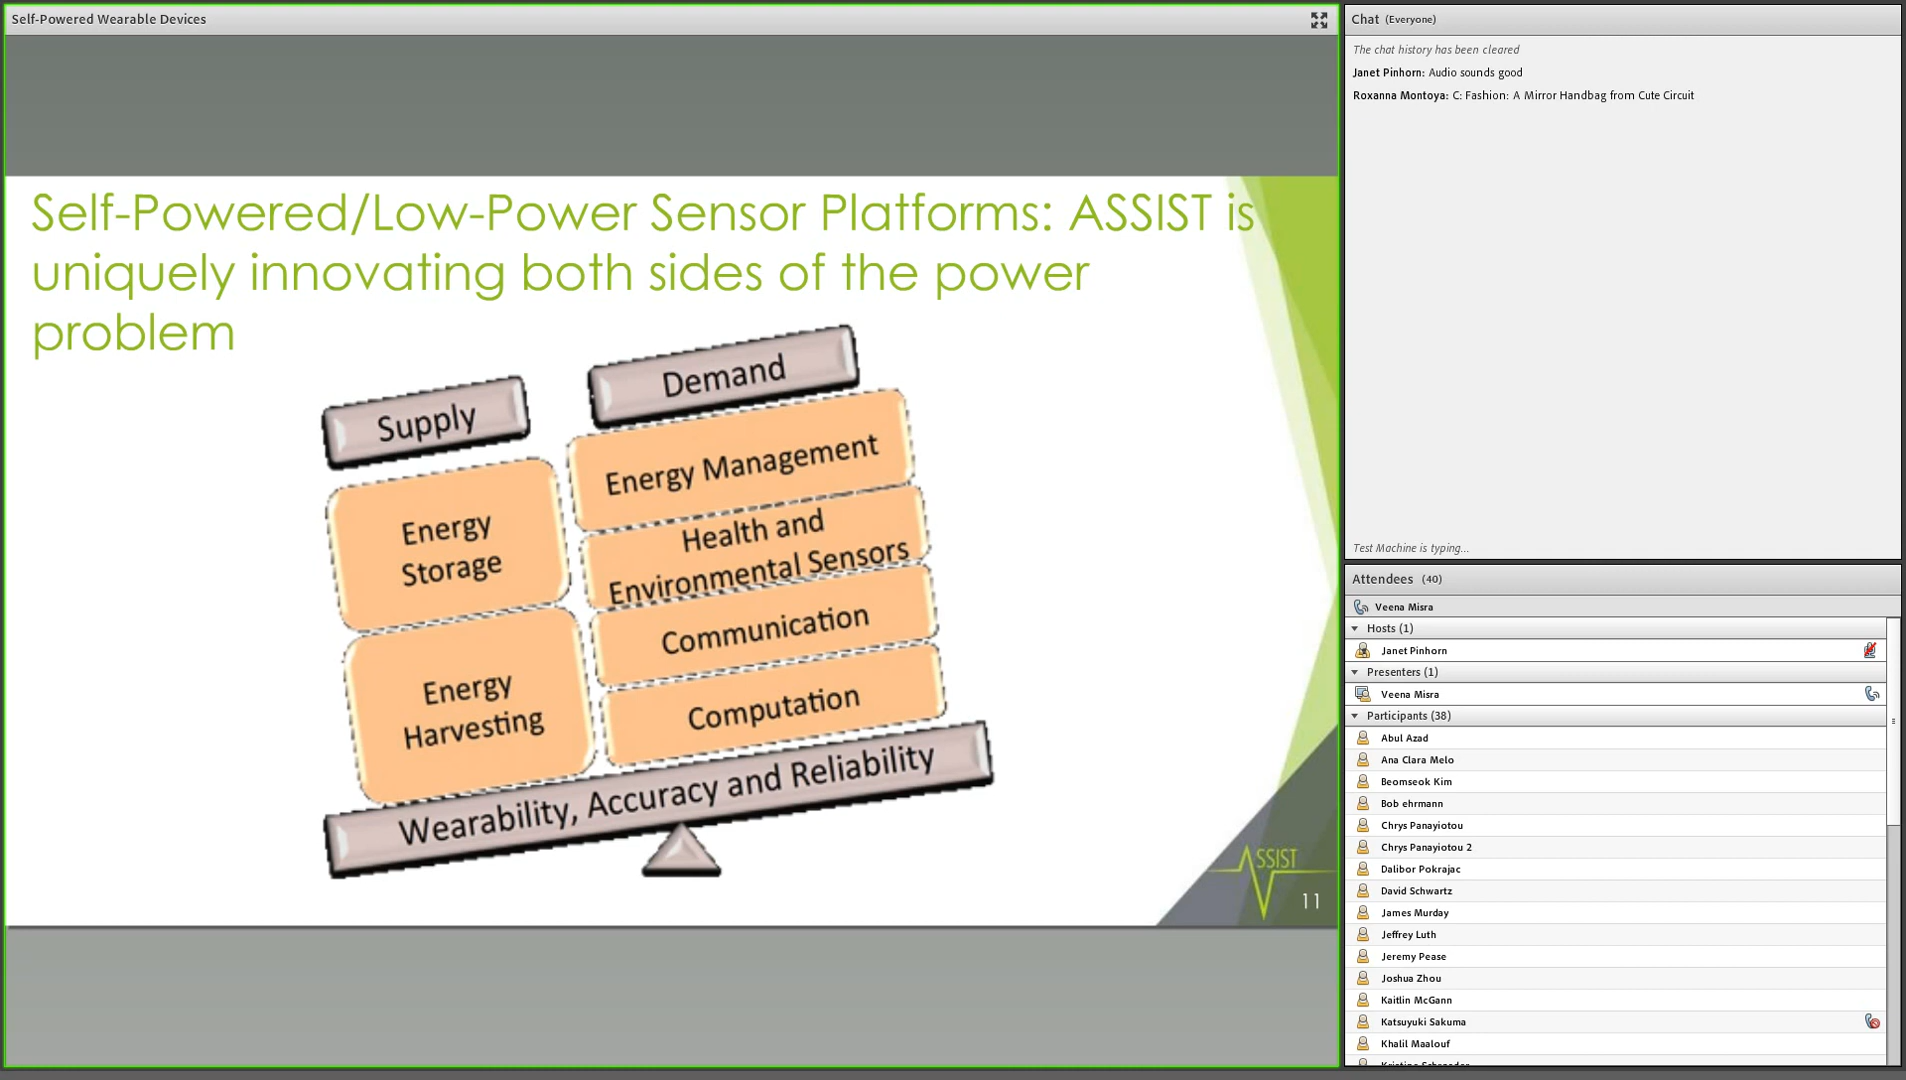 Self-Powered Wearable Devices
Self-Powered/Low-Power Sensor Platforms: ASSIST is
uniquely innovating both sides of the power
problem
Supply
Demand
Energy
Storage
Energy
Harvesting
Energy Management
Health and
Environmental Sensors
Communication
Computation
Wearability, Accuracy and Reliability
ASSIST
11
Chat (Everyone)
The chat history has been cleared
Janet Pinhorn: Audio sounds good
Roxanna Montoya: C: Fashion: A Mirror Handbag from Cute Circuit
Test Machine is typing...
Attendees (40)
Veena Misra
Hosts (1)
Janet Pinhorn
Presenters (1)
Veena Misra
Participants (38)
Abul Azad
Ana Clara Melo
Beomseok Kim
Bob ehrmann
Chrys Panayiotou
Chrys Panayiotou 2
Dalibor Pokrajac
David Schwartz
James Murday
Jeffrey Luth
Jeremy Pease
Joshua Zhou
Kaitlin McGann
Katsuyuki Sakuma
Khalil Maalouf